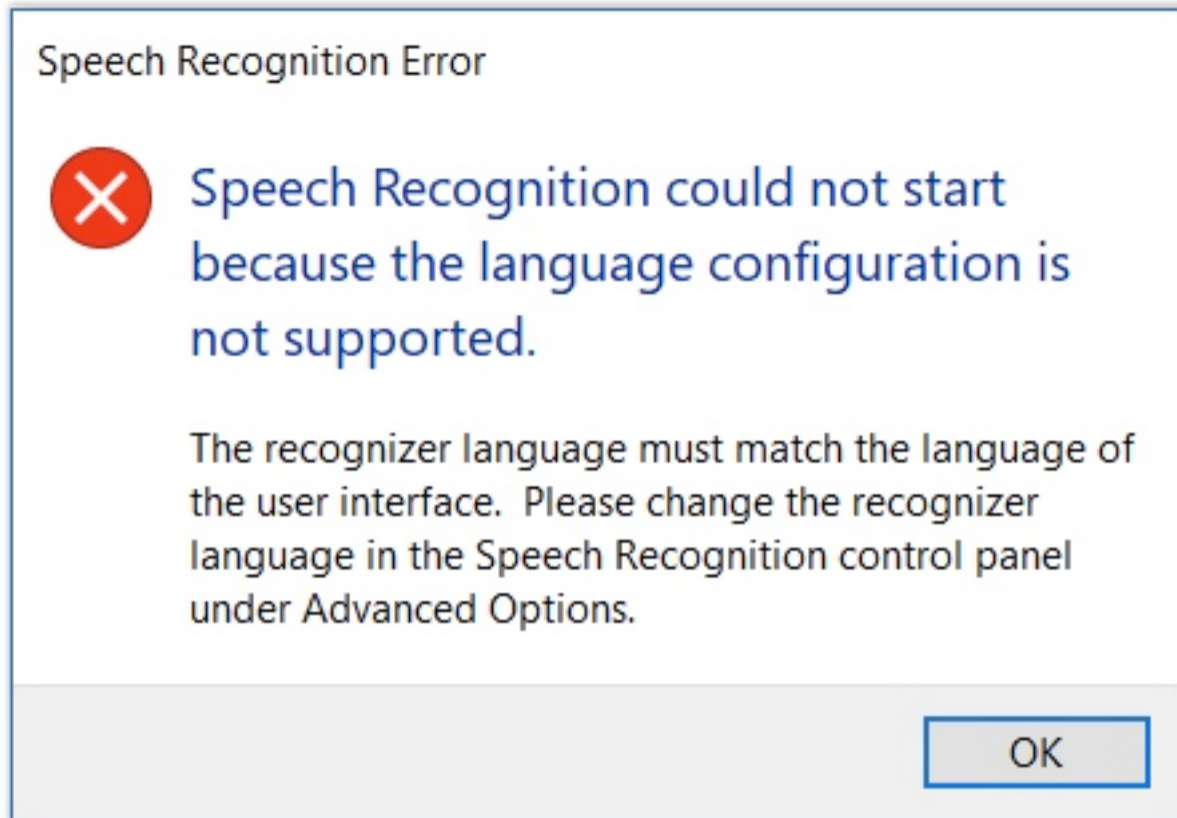 Speech Recognition Error
Speech Recognition could not start
because the language configuration is
not supported.
The recognizer language must match the language of
the user interface.  Please change the recognizer
language in the Speech Recognition control panel
under Advanced Options.
OK